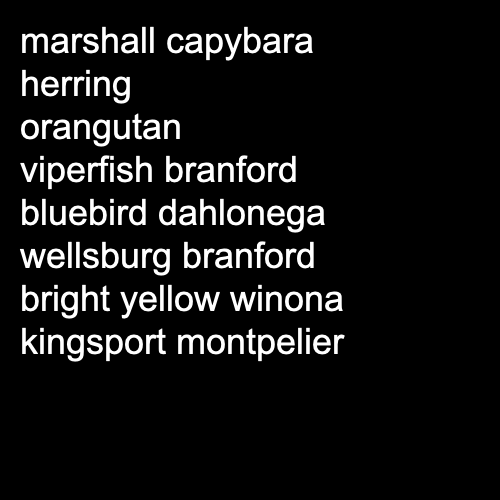 marshall capybara
herring
orangutan
viperfish branford
bluebird dahlonega
wellsburg branford
bright yellow winona
kingsport montpelier